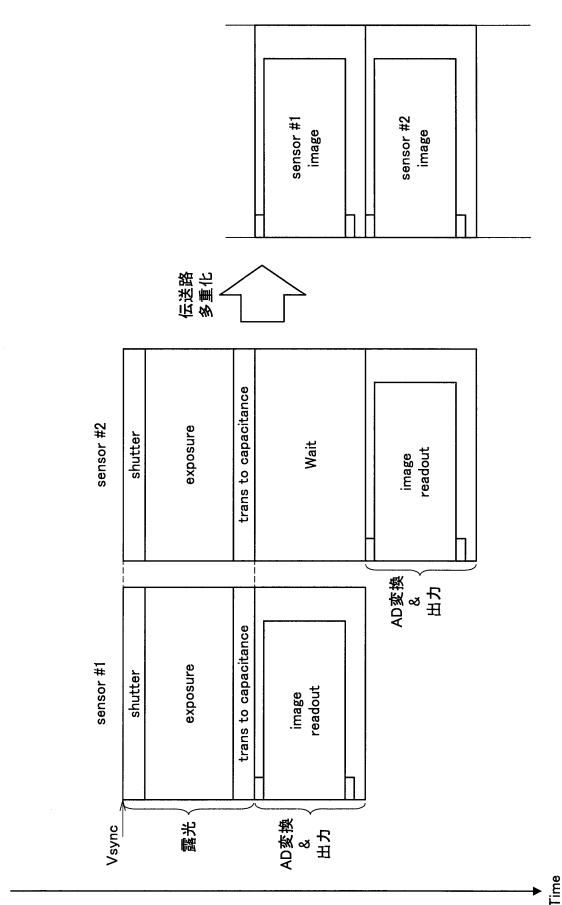 Vsync
sensor #1
shutter
exposure
trans to capacitance
image
readout
露光
AD変換
&
出力
sensor #2
shutter
exposure
trans to capacitance
Wait
image
readout
AD変換
&
出力
伝送路
多重化
sensor #1
image
sensor #2
image
Time